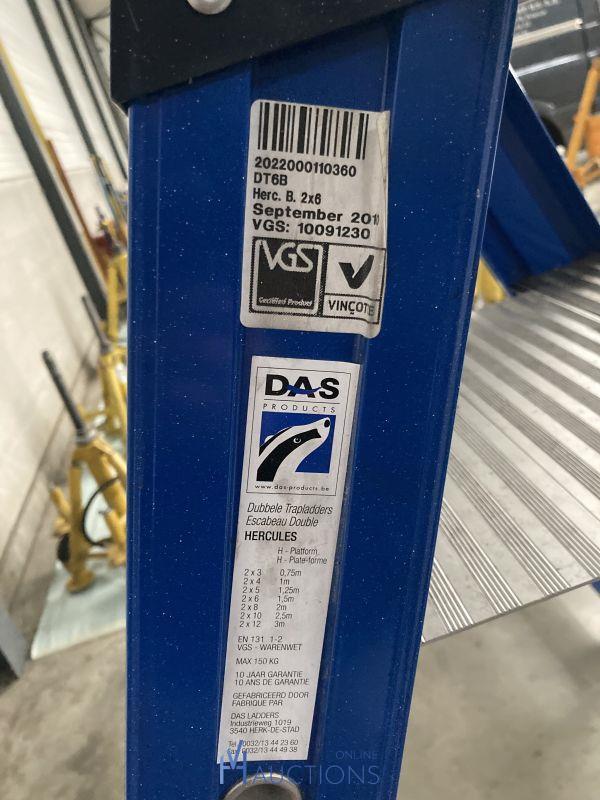 2022000110360
DT6B
Herc. B. 2x6
September 201
VGS: 10091230
VGS
Certified Product
VINÇOTE
DAS
PRODUCTS
www.das-products.be
Dubbele Trapladders
Escabeau Double
HERCULES
H - Platform
H - Plate-forme
2 x 3 0,75m
2 x 4 1m
2 x 5 1,25m
2 x 6 1,5m
2 x 8 2m
2 x 10 2,5m
2 x 12 3m
EN 131 1-2
VGS - WARENWET
MAX 150 KG
10 JAAR GARANTIE
10 ANS DE GARANTIE
GEFABRICEERD DOOR
FABRIQUE PAR
DAS LADDERS
Industrieweg 1019
3540 HERK-DE-STAD
Tel. 0032/13 44 23 60
Fax 0032/13 44 49 38
ONLINE
AUCTIONS